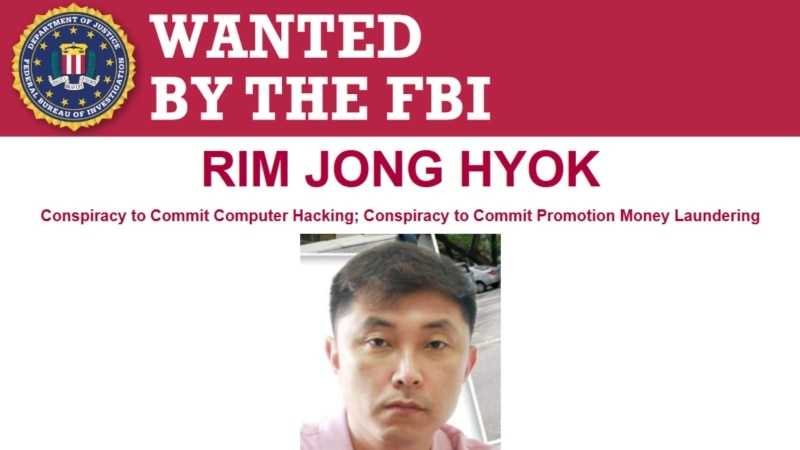 WANTED
BY THE FBI
DEPARTMENT OF JUSTICE
FEDERAL BUREAU OF INVESTIGATION
RIM JONG HYOK
Conspiracy to Commit Computer Hacking; Conspiracy to Commit Promotion Money Laundering